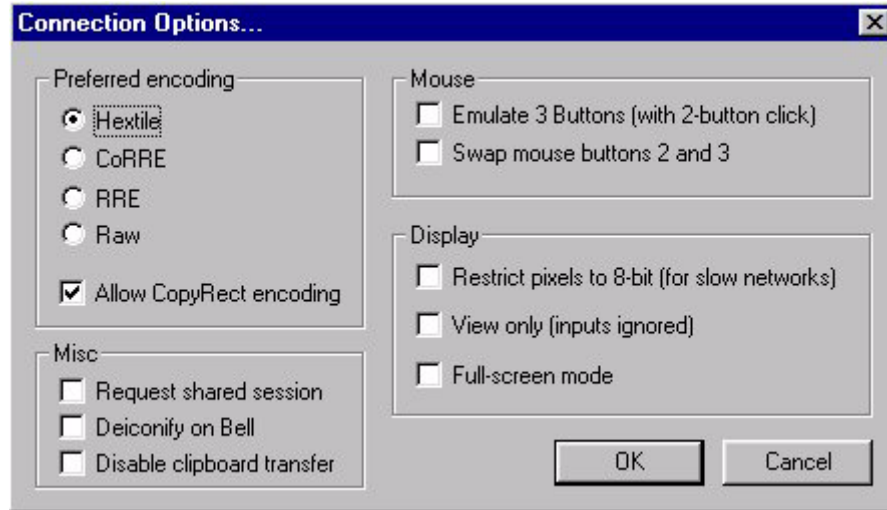 Connection Options...
Preferred encoding
Hextile
CoRRE
RRE
Raw
Allow CopyRect encoding
Misc
Request shared session
Deiconify on Bell
Disable clipboard transfer
Mouse
Emulate 3 Buttons (with 2-button click)
Swap mouse buttons 2 and 3
Display
Restrict pixels to 8-bit (for slow networks)
View only (inputs ignored)
Full-screen mode
OK
Cancel